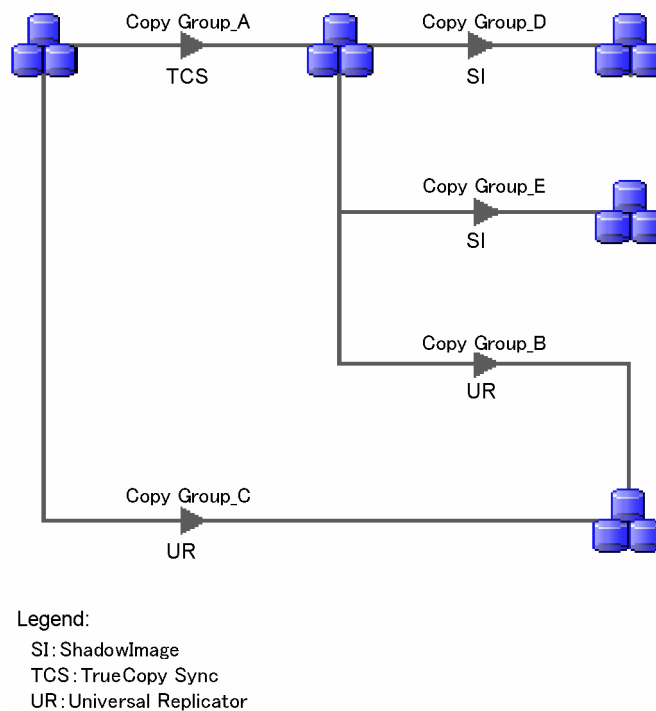 Copy Group_A
TCS
Copy Group_D
SI
Copy Group_E
SI
Copy Group_B
UR
Copy Group_C
UR
Legend:
SI:ShadowImage
TCS:TrueCopy Sync
UR:Universal Replicator